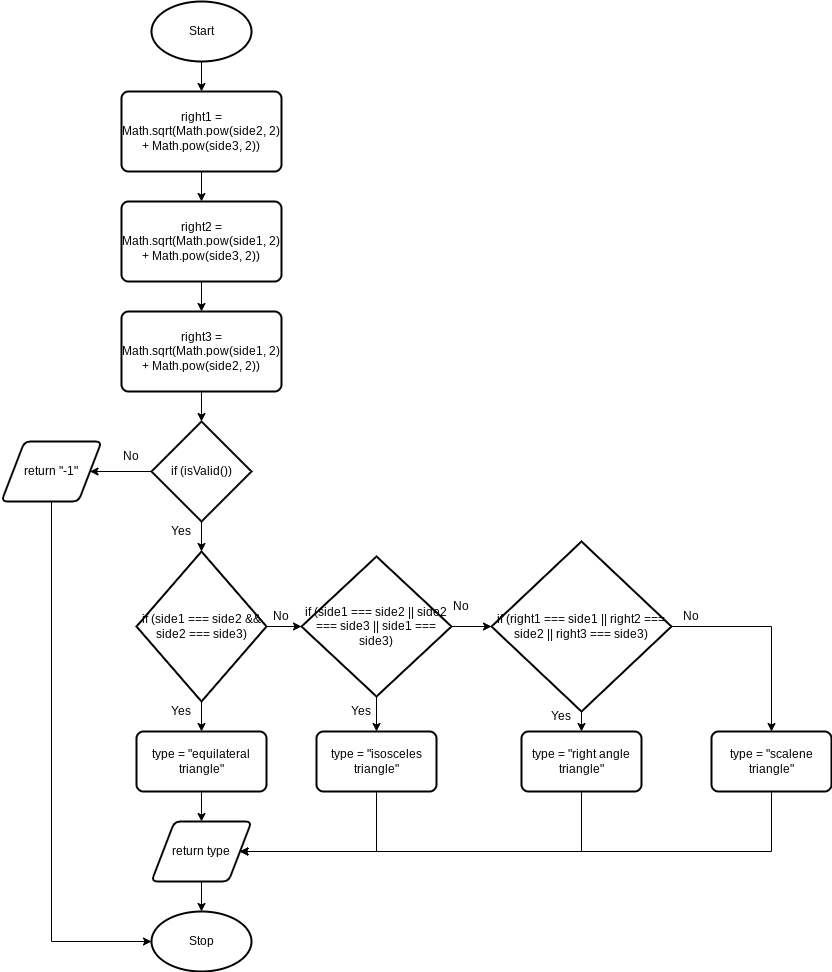 Start
right1 =
Math.sqrt(Math.pow(side2, 2)
+ Math.pow(side3, 2))
right2 =
Math.sqrt(Math.pow(side1, 2)
+ Math.pow(side3, 2))
right3 =
Math.sqrt(Math.pow(side1, 2)
+ Math.pow(side2, 2))
if (isValid())
No
return "-1"
Yes
if (side1 === side2 &&
side2 === side3)
No
if (side1 === side2 || side2
=== side3 || side1 ===
side3)
No
if (right1 === side1 || right2 ===
side2 || right3 === side3)
No
Yes
Yes
Yes
type = "equilateral
triangle"
type = "isosceles
triangle"
type = "right angle
triangle"
type = "scalene
triangle"
return type
Stop